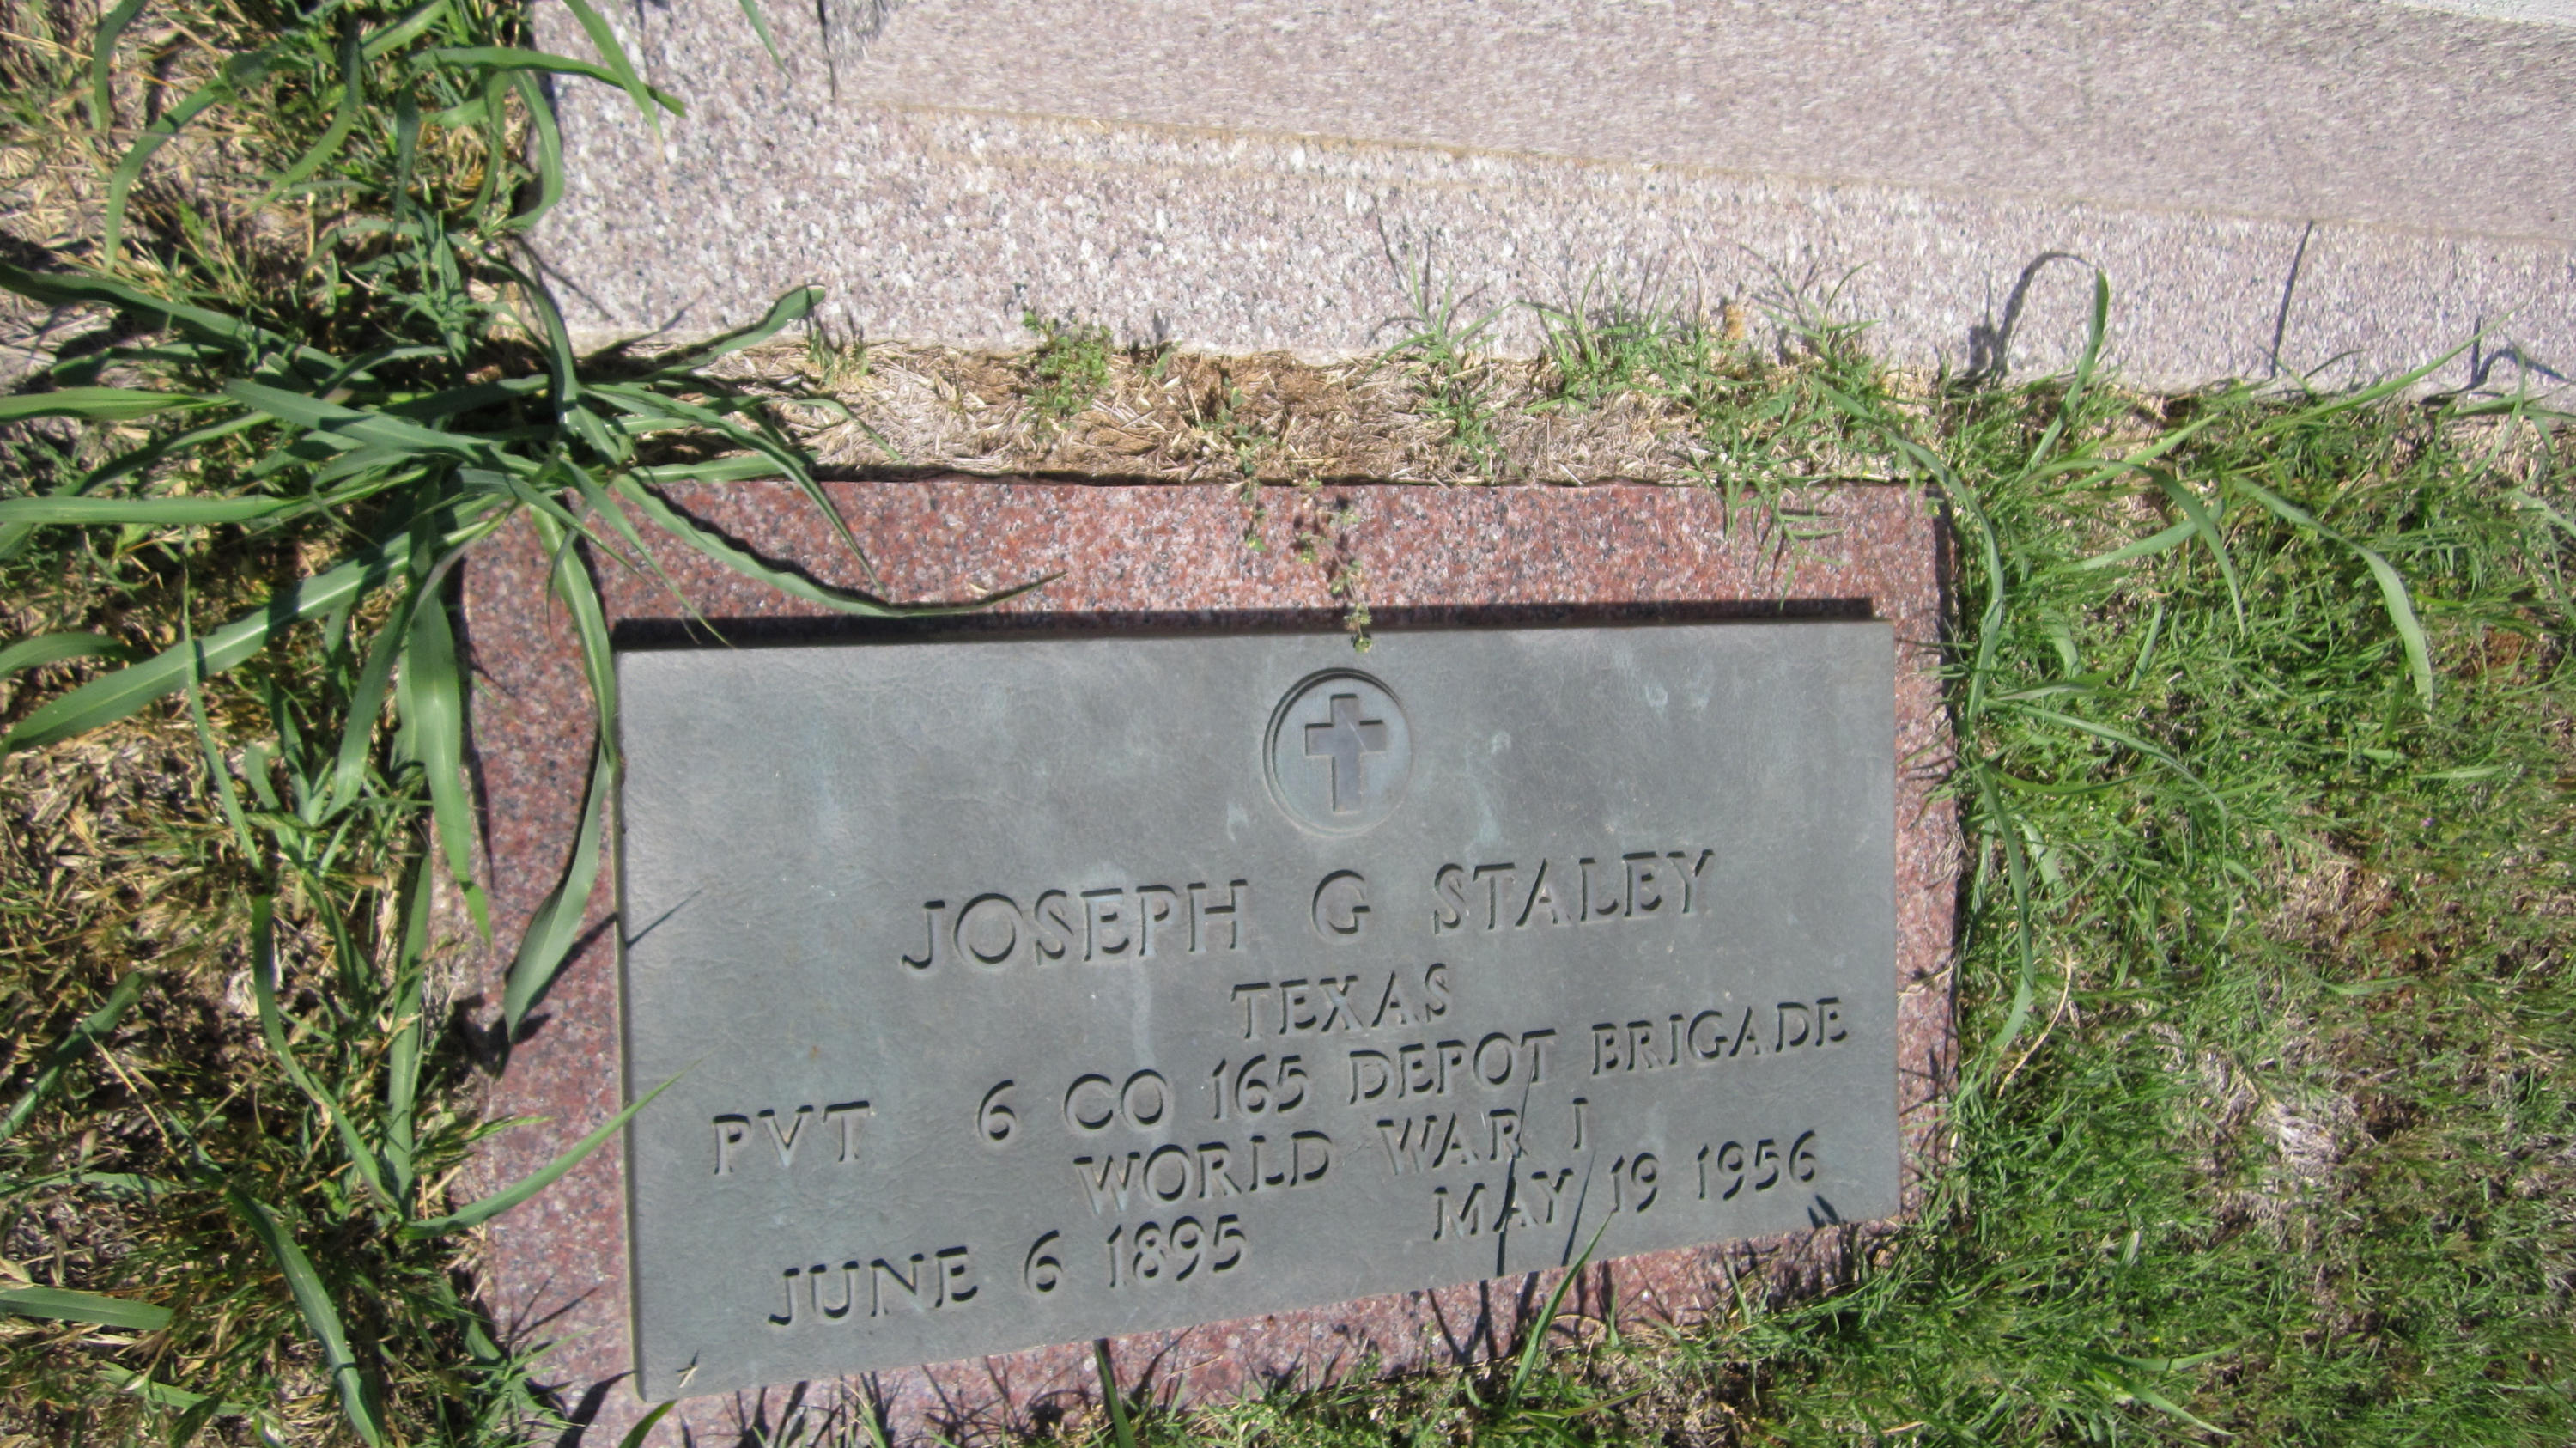 JOSEPH G STALEY
TEXAS
PVT 6 CO 165 DEPOT BRIGADE
WORLD WAR I
JUNE 6 1895 MAY 19 1956